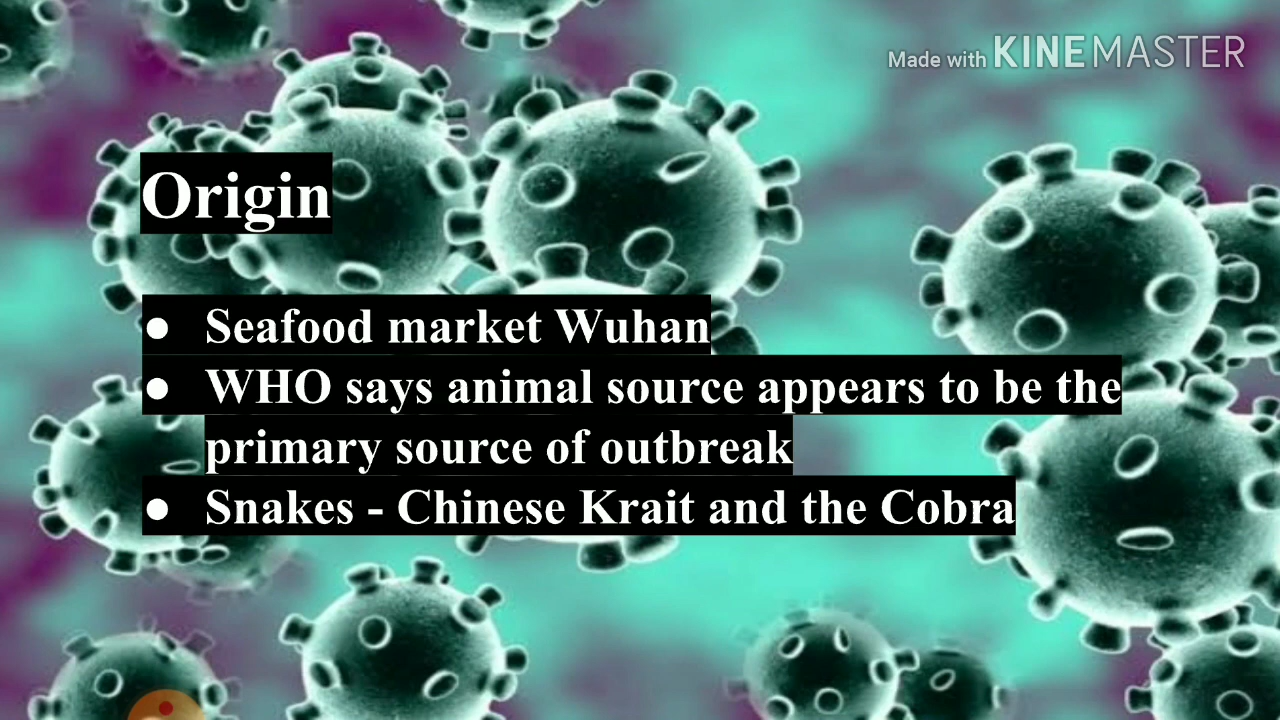 Made with KINEMASTER
Origin
● Seafood market Wuhan
● WHO says animal source appears to be the
primary source of outbreak
● Snakes - Chinese Krait and the Cobra